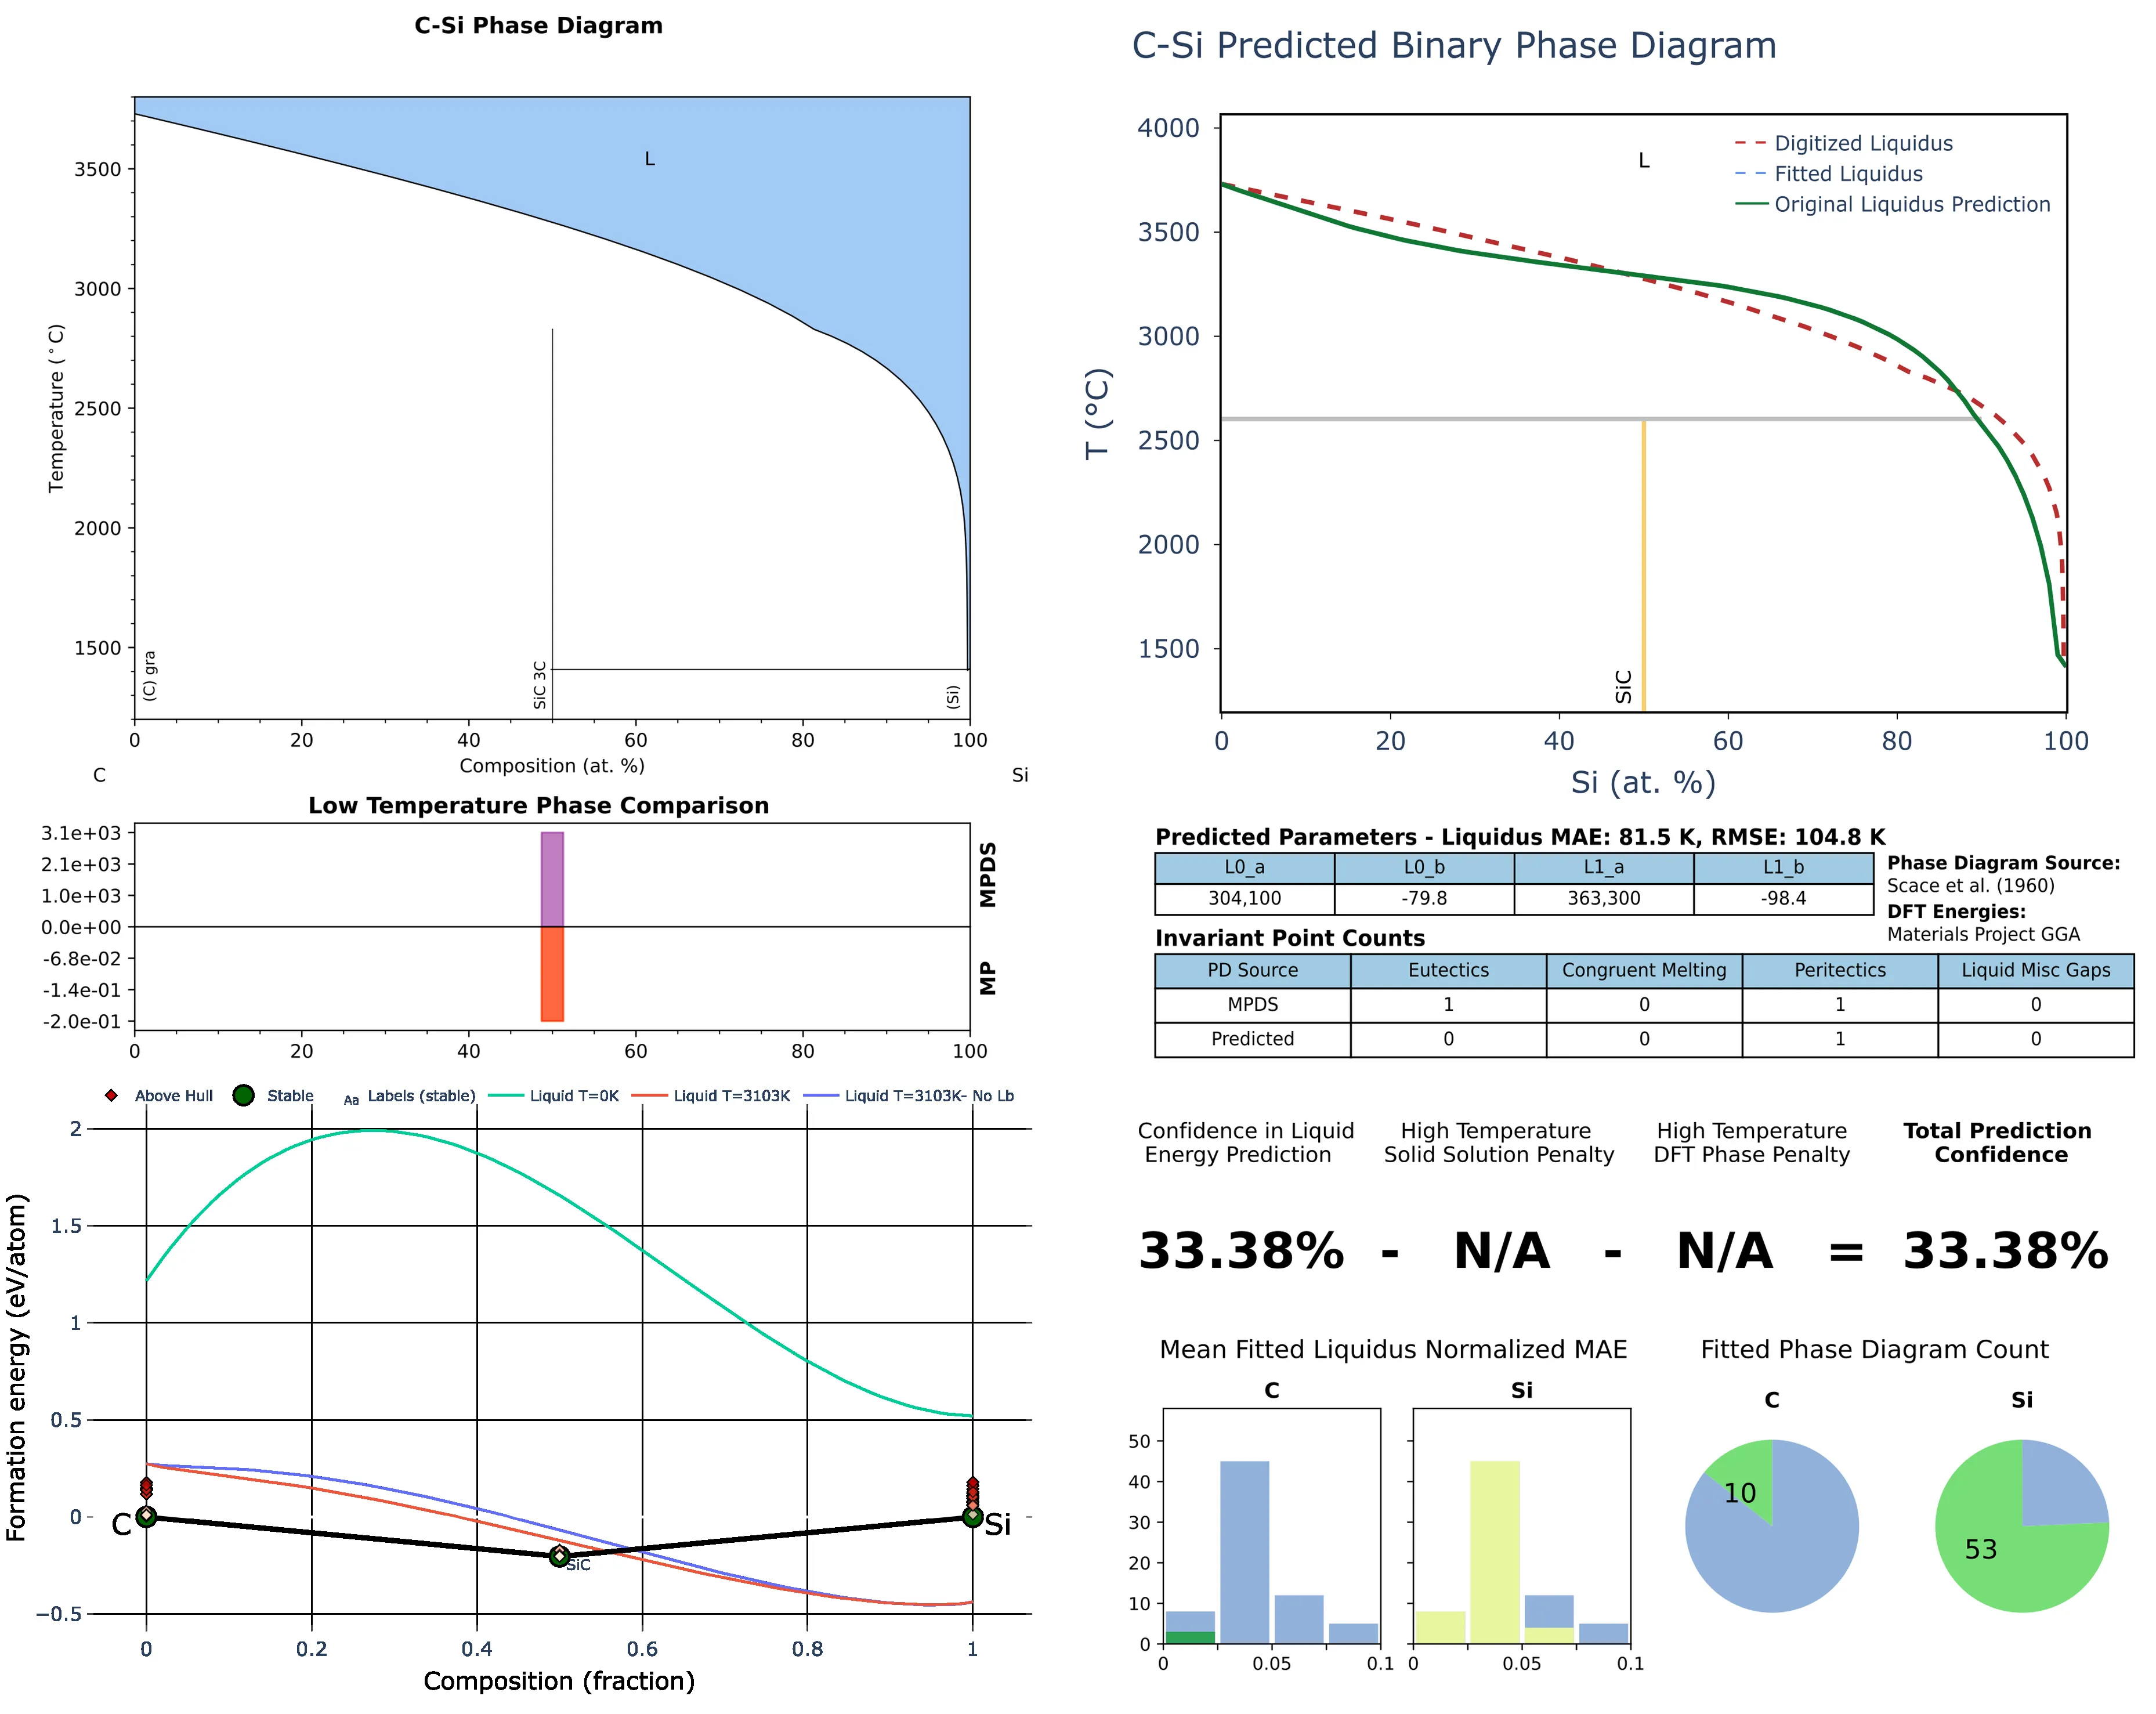 C-Si Phase Diagram
L
3500
3000
2500
2000
1500
Temperature (°C)
(C) gra
SiC 3C
(Si)
0 20 40 60 80 100
Composition (at. %)
C Si
C-Si Predicted Binary Phase Diagram
4000
3500
3000
2500
2000
1500
T (°C)
L
Digitized Liquidus
Fitted Liquidus
Original Liquidus Prediction
SiC
0 20 40 60 80 100
Si (at. %)
Low Temperature Phase Comparison
3.1e+03
2.1e+03
1.0e+03
0.0e+00
-6.8e-02
-1.4e-01
-2.0e-01
MPDS
MP
0 20 40 60 80 100
Predicted Parameters - Liquidus MAE: 81.5 K, RMSE: 104.8 K
L0_a L0_b L1_a L1_b
304,100 -79.8 363,300 -98.4
Phase Diagram Source:
Scace et al. (1960)
DFT Energies:
Materials Project GGA
Invariant Point Counts
PD Source Eutectics Congruent Melting Peritectics Liquid Misc Gaps
MPDS 1 0 1 0
Predicted 0 0 1 0
Above Hull Stable Aa Labels (stable) Liquid T=0K Liquid T=3103K Liquid T=3103K- No Lb
2
1.5
1
0.5
0
−0.5
Formation energy (eV/atom)
C
SiC
Si
0 0.2 0.4 0.6 0.8 1
Composition (fraction)
Confidence in Liquid
Energy Prediction
High Temperature
Solid Solution Penalty
High Temperature
DFT Phase Penalty
Total Prediction
Confidence
33.38% - N/A - N/A = 33.38%
Mean Fitted Liquidus Normalized MAE
C
Si
50
40
30
20
10
0
0 0.05 0.1
0 0.05 0.1
Fitted Phase Diagram Count
C
10
Si
53